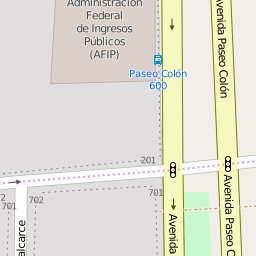 Administración
Federal
de Ingresos
Públicos
(AFIP)
Paseo Colón
600
Avenida Paseo Colón
201
701
702
701
Avenida
Avenida Paseo C
alcarce